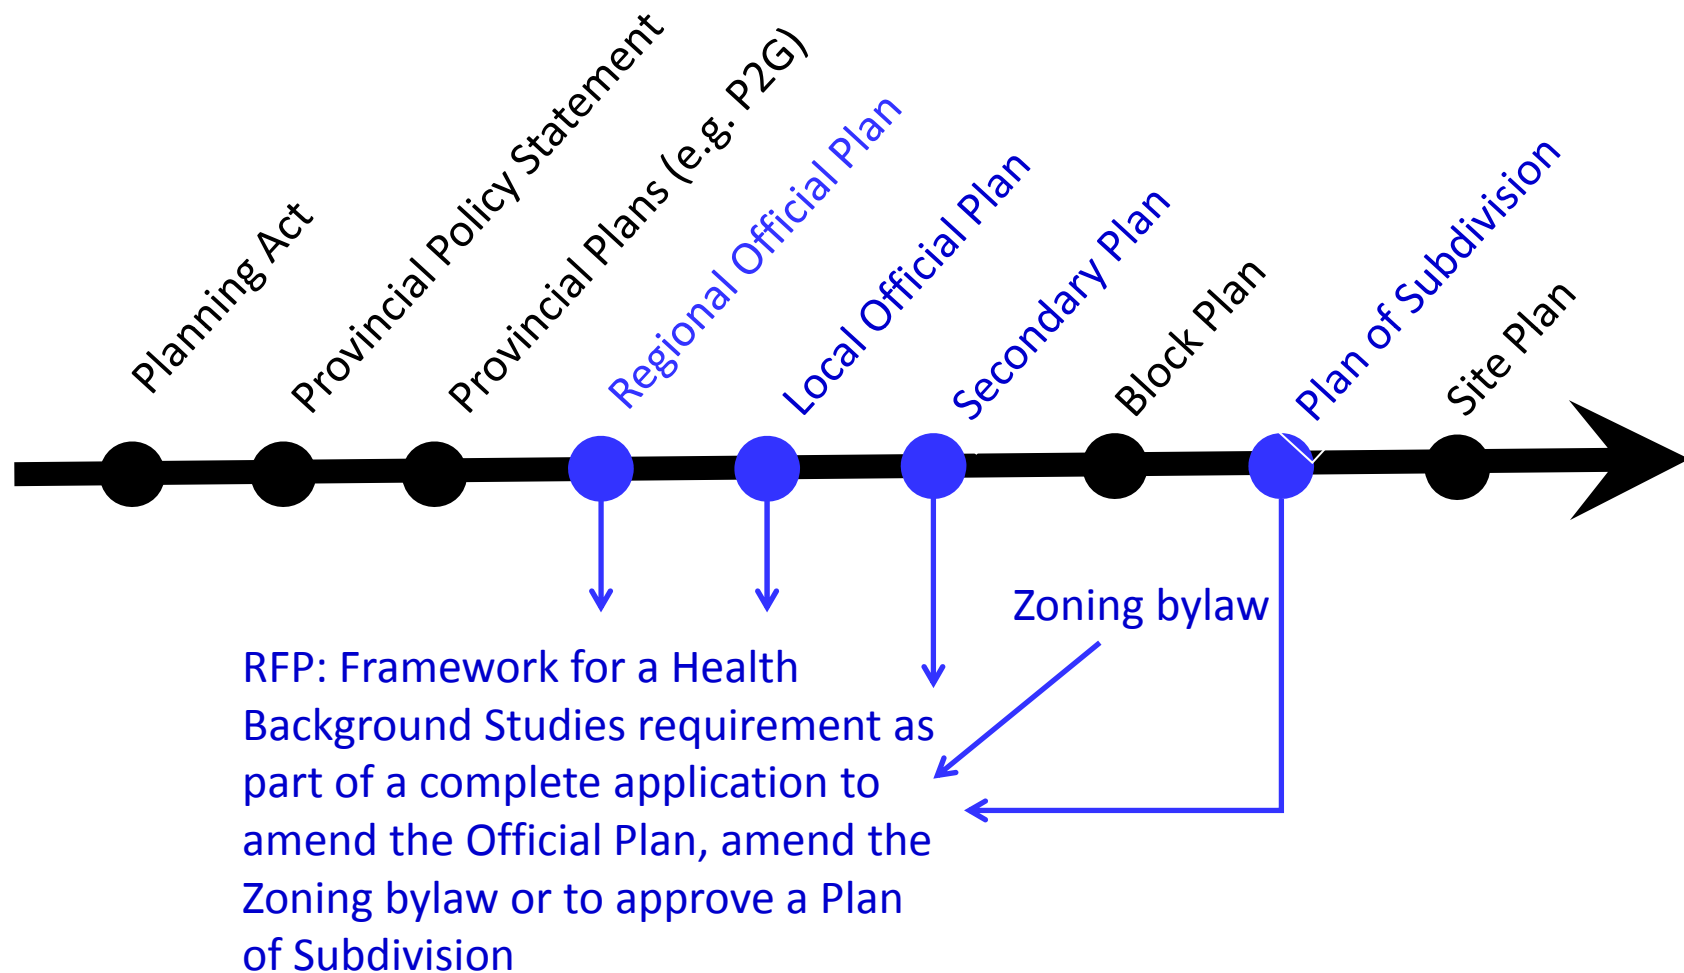 Planning Act
Provincial Policy Statement
Provincial Plans (e.g. P2G)
Regional Official Plan
Local Official Plan
Secondary Plan
Block Plan
Plan of Subdivision
Site Plan
Zoning bylaw
RFP: Framework for a Health
Background Studies requirement as
part of a complete application to
amend the Official Plan, amend the
Zoning bylaw or to approve a Plan
of Subdivision